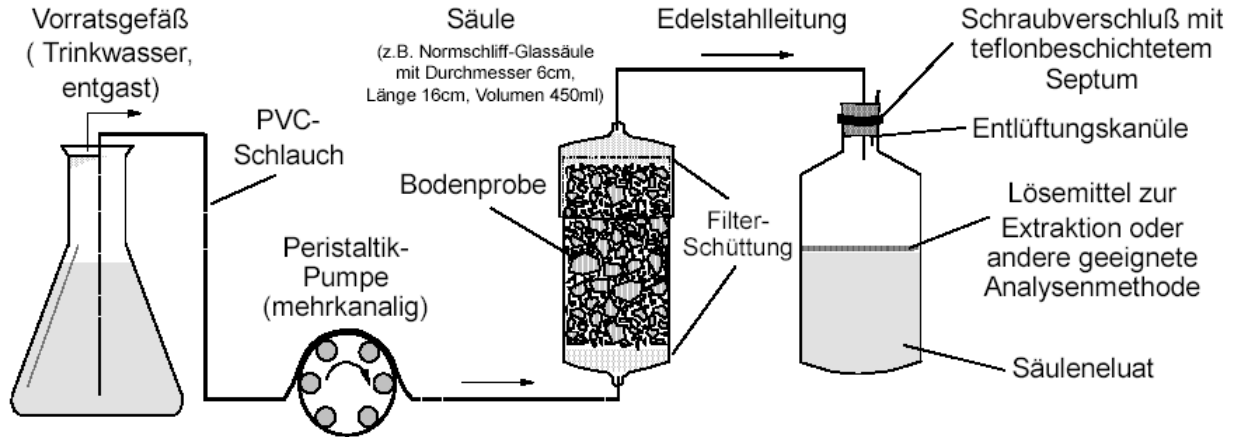 Vorratsgefäß
( Trinkwasser,
entgast)
PVC-
Schlauch
Peristaltik-
Pumpe
(mehrkanalig)
Säule
(z.B. Normschliff-Glassäule
mit Durchmesser 6cm,
Länge 16cm, Volumen 450ml)
Bodenprobe
Filter-
Schüttung
Edelstahlleitung
Schraubverschluß mit
teflonbeschichtetem
Septum
Entlüftungskanüle
Lösemittel zur
Extraktion oder
andere geeignete
Analysenmethode
Säuleneluat